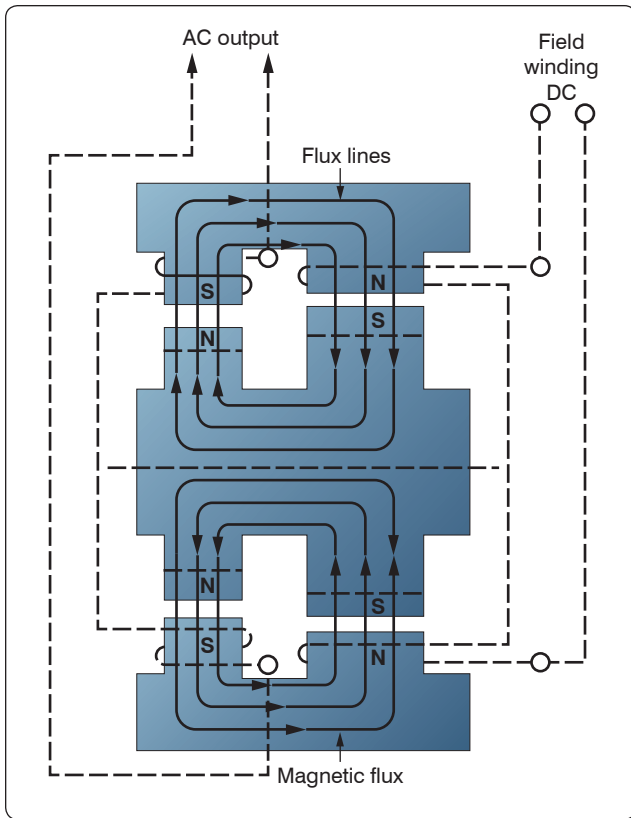 AC output
Field
winding
DC
Flux lines
S
N
N
S
N
S
S
N
Magnetic flux